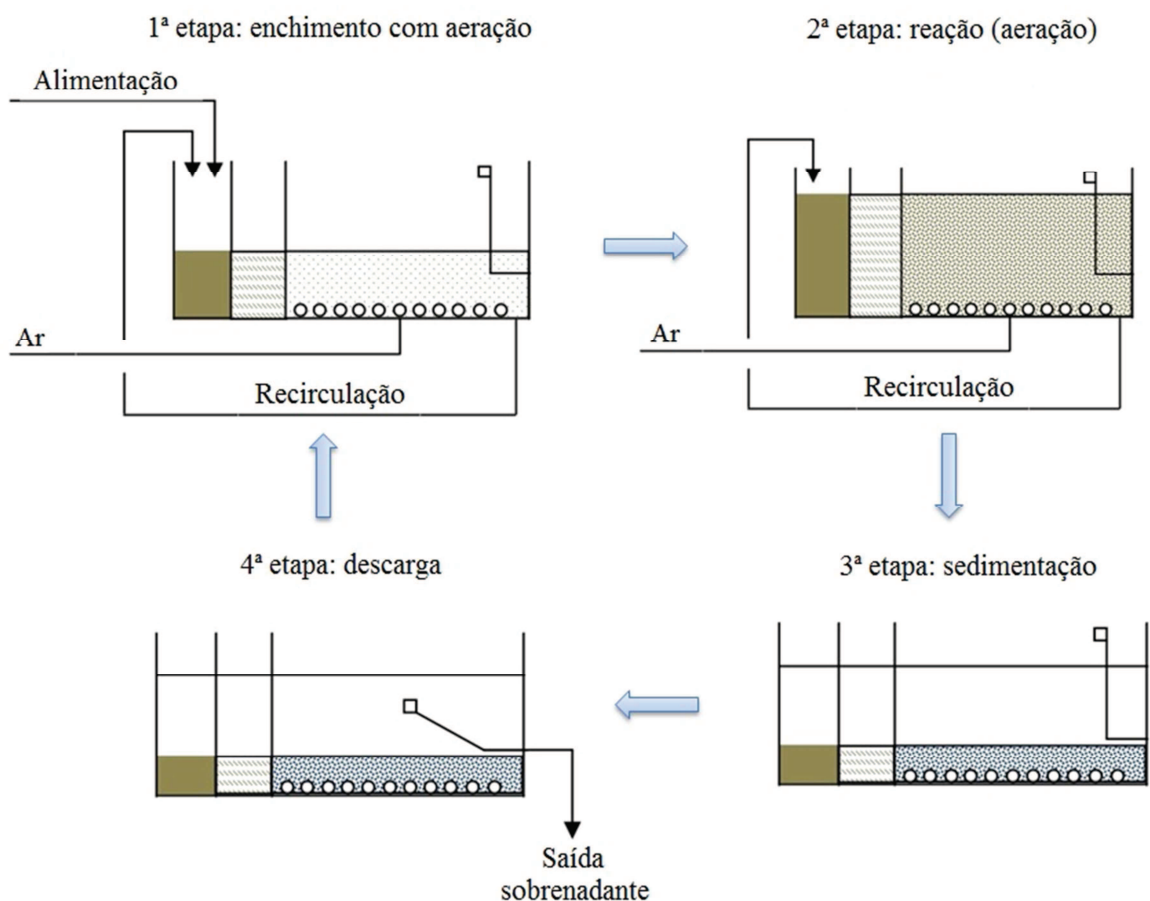 1ª etapa: enchimento com aeração
2ª etapa: reação (aeração)
Alimentação
Ar
Recirculação
Ar
Recirculação
4ª etapa: descarga
3ª etapa: sedimentação
Saída
sobrenadante